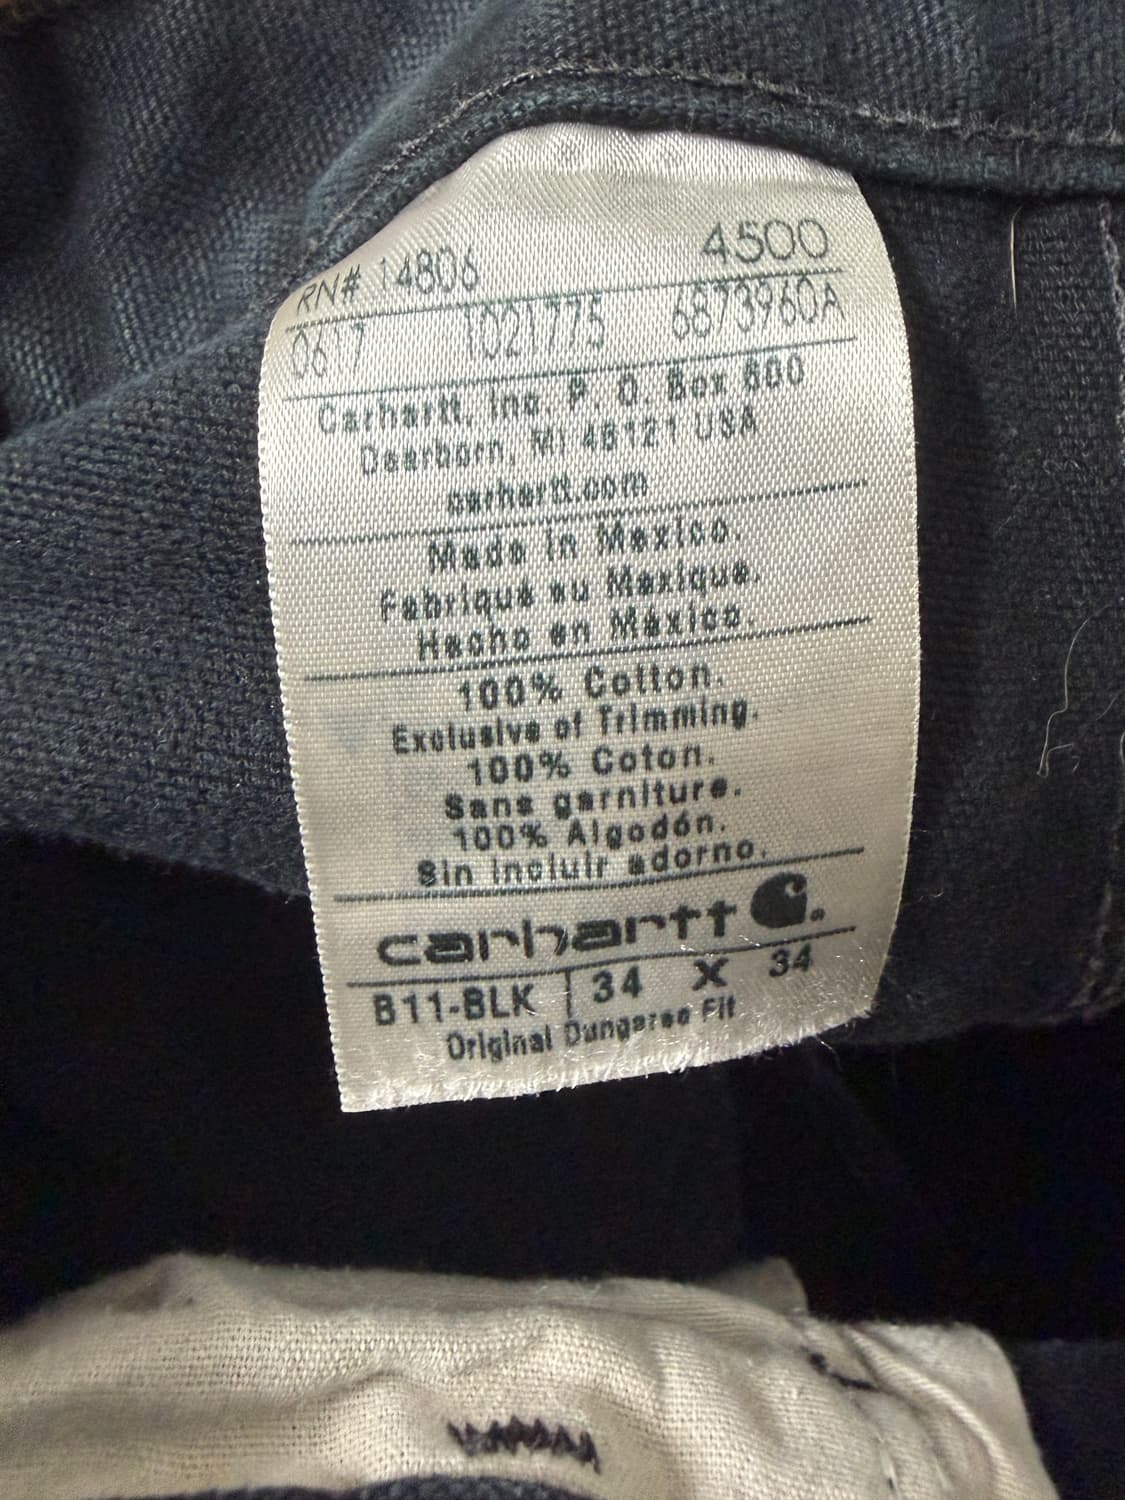 RN# 14806 4500
0617 1021775 6873960A
Carhartt, Inc. P. O. Box 600
Dearborn, MI 48121 USA
carhartt.com
Made in Mexico.
Fabriqué au Mexique.
Hecho en México.
100% Cotton.
Exclusive of Trimming.
100% Coton.
Sans garniture.
100% Algodón.
Sin incluir adorno.
carhartt
B11-BLK 34 X 34
Original Dungaree Fit